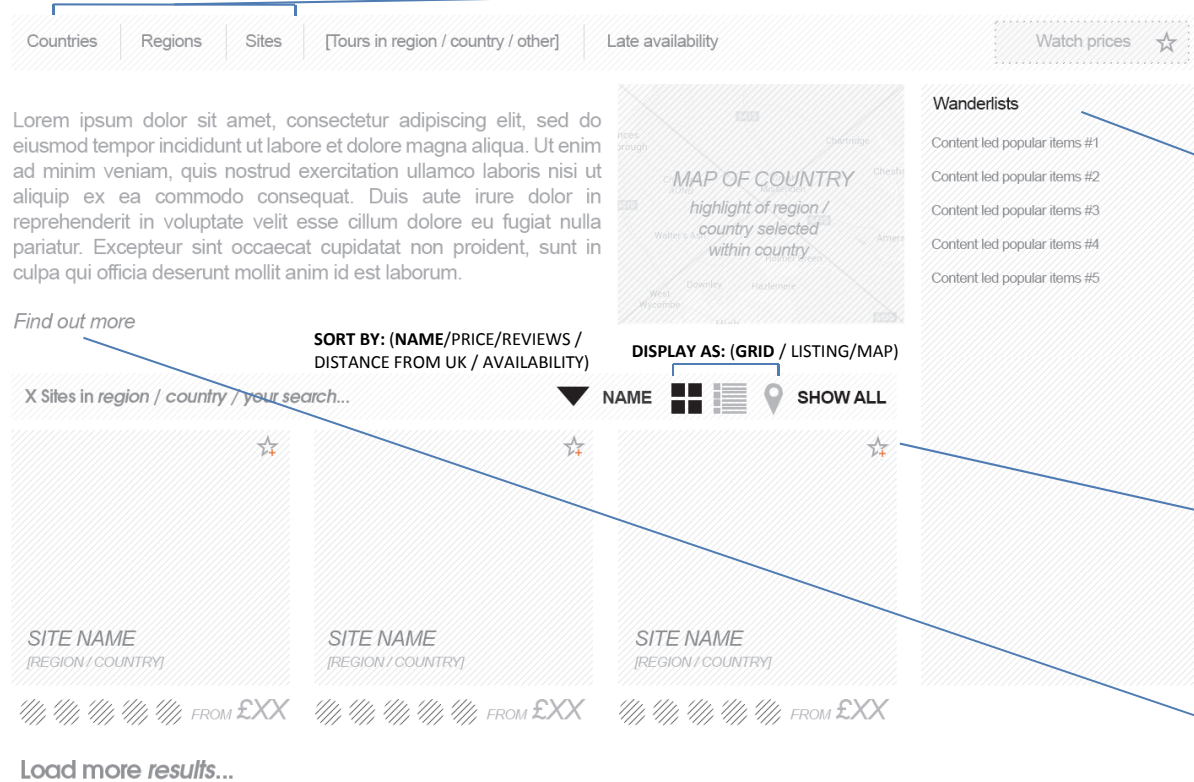 Countries Regions Sites [Tours in region / country / other] Late availability Watch prices
Lorem ipsum dolor sit amet, consectetur adipiscing elit, sed do
eiusmod tempor incididunt ut labore et dolore magna aliqua. Ut enim
ad minim veniam, quis nostrud exercitation ullamco laboris nisi ut
aliquip ex ea commodo consequat. Duis aute irure dolor in
reprehenderit in voluptate velit esse cillum dolore eu fugiat nulla
pariatur. Excepteur sint occaecat cupidatat non proident, sunt in
culpa qui officia deserunt mollit anim id est laborum.
Find out more
MAP OF COUNTRY
highlight of region /
country selected
within country
Chartridge
Downley
Hazlemere
West
Wycombe
Wanderlists
Content led popular items #1
Content led popular items #2
Content led popular items #3
Content led popular items #4
Content led popular items #5
SORT BY: (NAME/PRICE/REVIEWS /
DISTANCE FROM UK / AVAILABILITY)
DISPLAY AS: (GRID / LISTING/MAP)
X Sites in region / country / your search... NAME SHOW ALL
SITE NAME
[REGION / COUNTRY]
FROM £XX
SITE NAME
[REGION / COUNTRY]
FROM £XX
SITE NAME
[REGION / COUNTRY]
FROM £XX
Load more results...